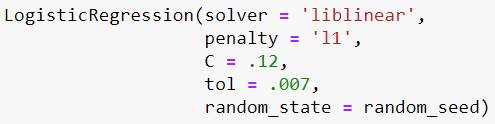 LogisticRegression(solver = 'liblinear',
                   penalty = 'l1',
                   C = .12,
                   tol = .007,
                   random_state = random_seed)